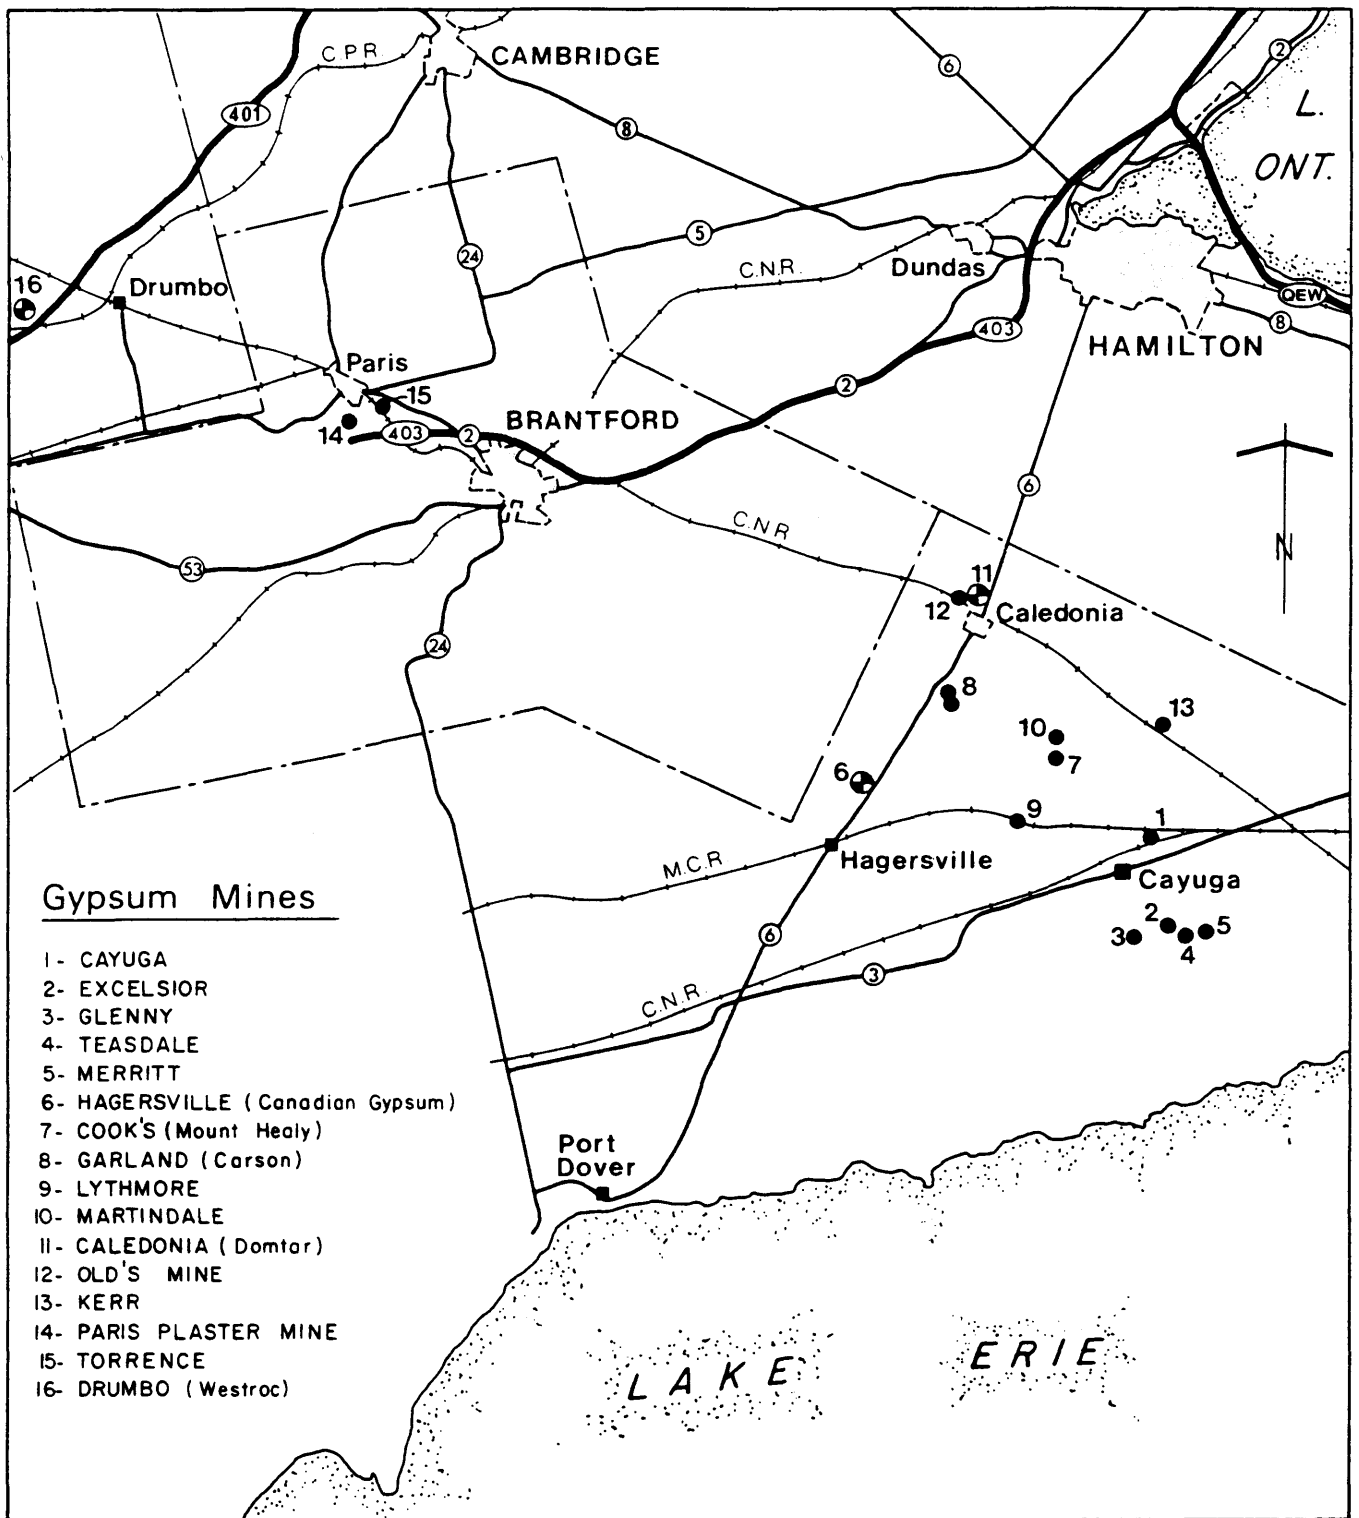 C.P.R.
CAMBRIDGE
401
8
6
2
L.
ONT.
24
5
C.N.R.
Dundas
16
Drumbo
QEW
8
403
HAMILTON
Paris
15
2
14
403
2
BRANTFORD
6
N
C.N.R
53
11
12
Caledonia
24
8
13
10
7
6
9
1
M.C.R
Hagersville
Cayuga
2
3
4
5
6
3
C.N.R.
Gypsum Mines
1- CAYUGA
2- EXCELSIOR
3- GLENNY
4- TEASDALE
5- MERRITT
6- HAGERSVILLE (Canadian Gypsum)
7- COOK'S (Mount Healy)
8- GARLAND (Carson)
9- LYTHMORE
10- MARTINDALE
11- CALEDONIA (Domtar)
12- OLD'S MINE
13- KERR
14- PARIS PLASTER MINE
15- TORRENCE
16- DRUMBO (Westroc)
Port
Dover
LAKE ERIE